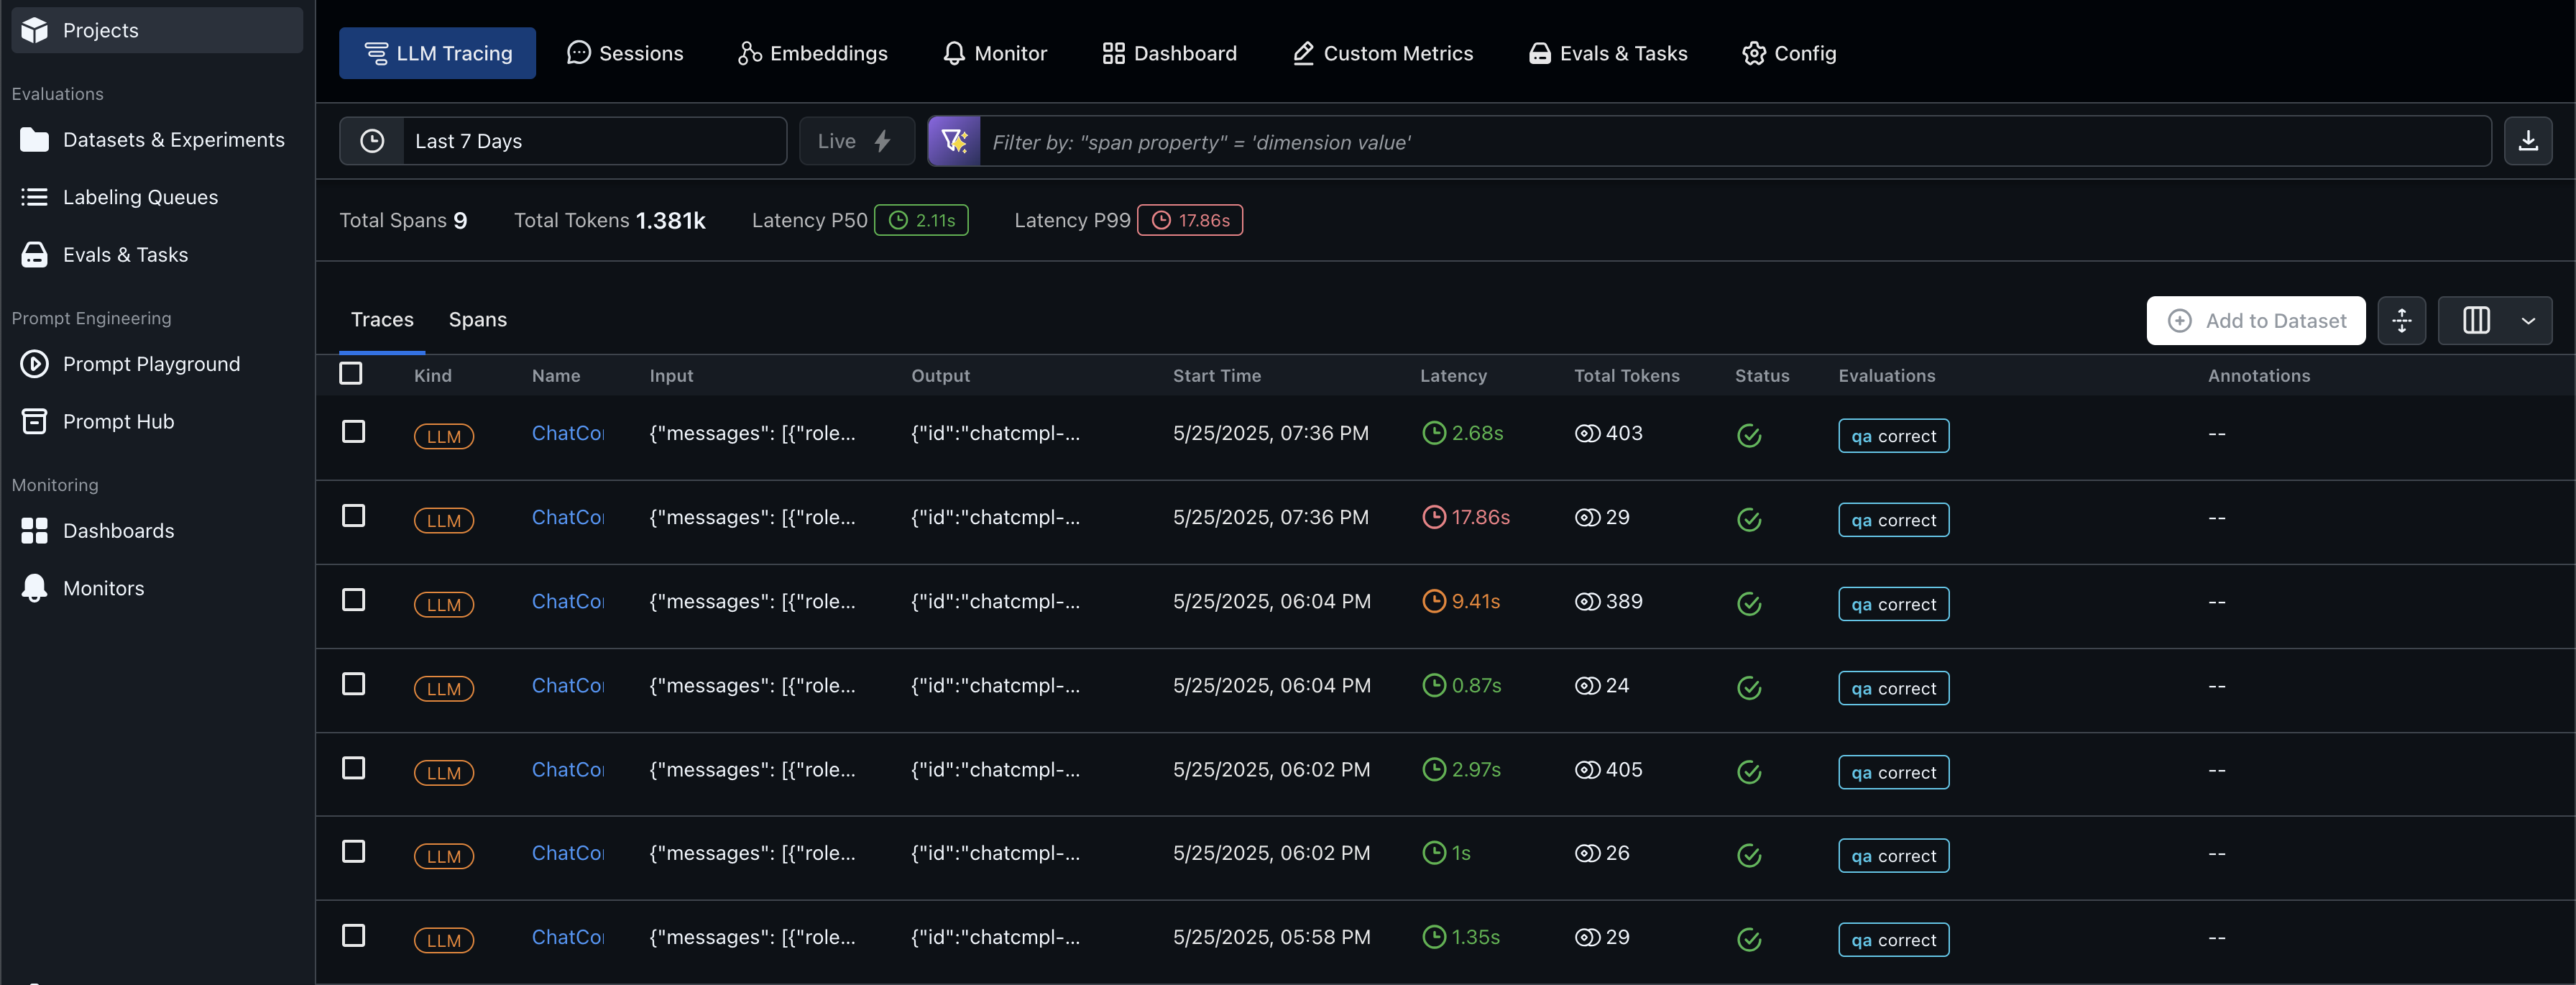 Projects
Evaluations
Datasets & Experiments
Labeling Queues
Evals & Tasks
Prompt Engineering
Prompt Playground
Prompt Hub
Monitoring
Dashboards
Monitors
LLM Tracing Sessions Embeddings Monitor Dashboard Custom Metrics Evals & Tasks Config
Last 7 Days Live Filter by: "span property" = 'dimension value'
Total Spans 9 Total Tokens 1.381k Latency P50 2.11s Latency P99 17.86s
Traces Spans Add to Dataset
Kind Name Input Output Start Time Latency Total Tokens Status Evaluations Annotations
LLM ChatCo {"messages": [{"role... {"id":"chatcmpl-... 5/25/2025, 07:36 PM 2.68s 403 qa correct --
LLM ChatCo {"messages": [{"role... {"id":"chatcmpl-... 5/25/2025, 07:36 PM 17.86s 29 qa correct --
LLM ChatCo {"messages": [{"role... {"id":"chatcmpl-... 5/25/2025, 06:04 PM 9.41s 389 qa correct --
LLM ChatCo {"messages": [{"role... {"id":"chatcmpl-... 5/25/2025, 06:04 PM 0.87s 24 qa correct --
LLM ChatCo {"messages": [{"role... {"id":"chatcmpl-... 5/25/2025, 06:02 PM 2.97s 405 qa correct --
LLM ChatCo {"messages": [{"role... {"id":"chatcmpl-... 5/25/2025, 06:02 PM 1s 26 qa correct --
LLM ChatCo {"messages": [{"role... {"id":"chatcmpl-... 5/25/2025, 05:58 PM 1.35s 29 qa correct --